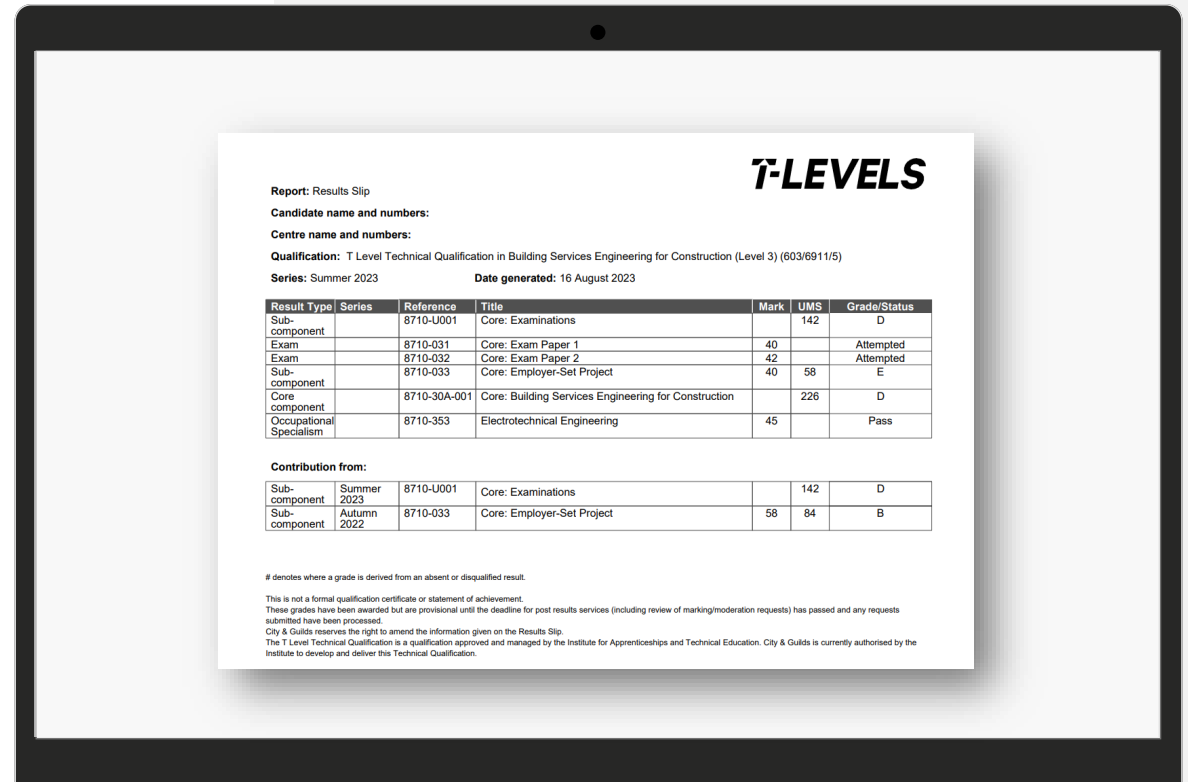 T-LEVELS
Report: Results Slip
Candidate name and numbers:
Centre name and numbers:
Qualification: T Level Technical Qualification in Building Services Engineering for Construction (Level 3) (603/6911/5)
Series: Summer 2023 Date generated: 16 August 2023
Result Type Series Reference Title Mark UMS Grade/Status
Sub-component 8710-U001 Core: Examinations 142 D
Exam 8710-031 Core: Exam Paper 1 40 Attempted
Exam 8710-032 Core: Exam Paper 2 42 Attempted
Sub-component 8710-033 Core: Employer-Set Project 40 58 E
Core component 8710-30A-001 Core: Building Services Engineering for Construction 226 D
Occupational Specialism 8710-353 Electrotechnical Engineering 45 Pass
Contribution from:
Sub-component Summer 2023 8710-U001 Core: Examinations 142 D
Sub-component Autumn 2022 8710-033 Core: Employer-Set Project 58 84 B
# denotes where a grade is derived from an absent or disqualified result.
This is not a formal qualification certificate or statement of achievement.
These grades have been awarded but are provisional until the deadline for post results services (including review of marking/moderation requests) has passed and any requests
submitted have been processed.
City & Guilds reserves the right to amend the information given on the Results Slip.
The T Level Technical Qualification is a qualification approved and managed by the Institute for Apprenticeships and Technical Education. City & Guilds is currently authorised by the
Institute to develop and deliver this Technical Qualification.